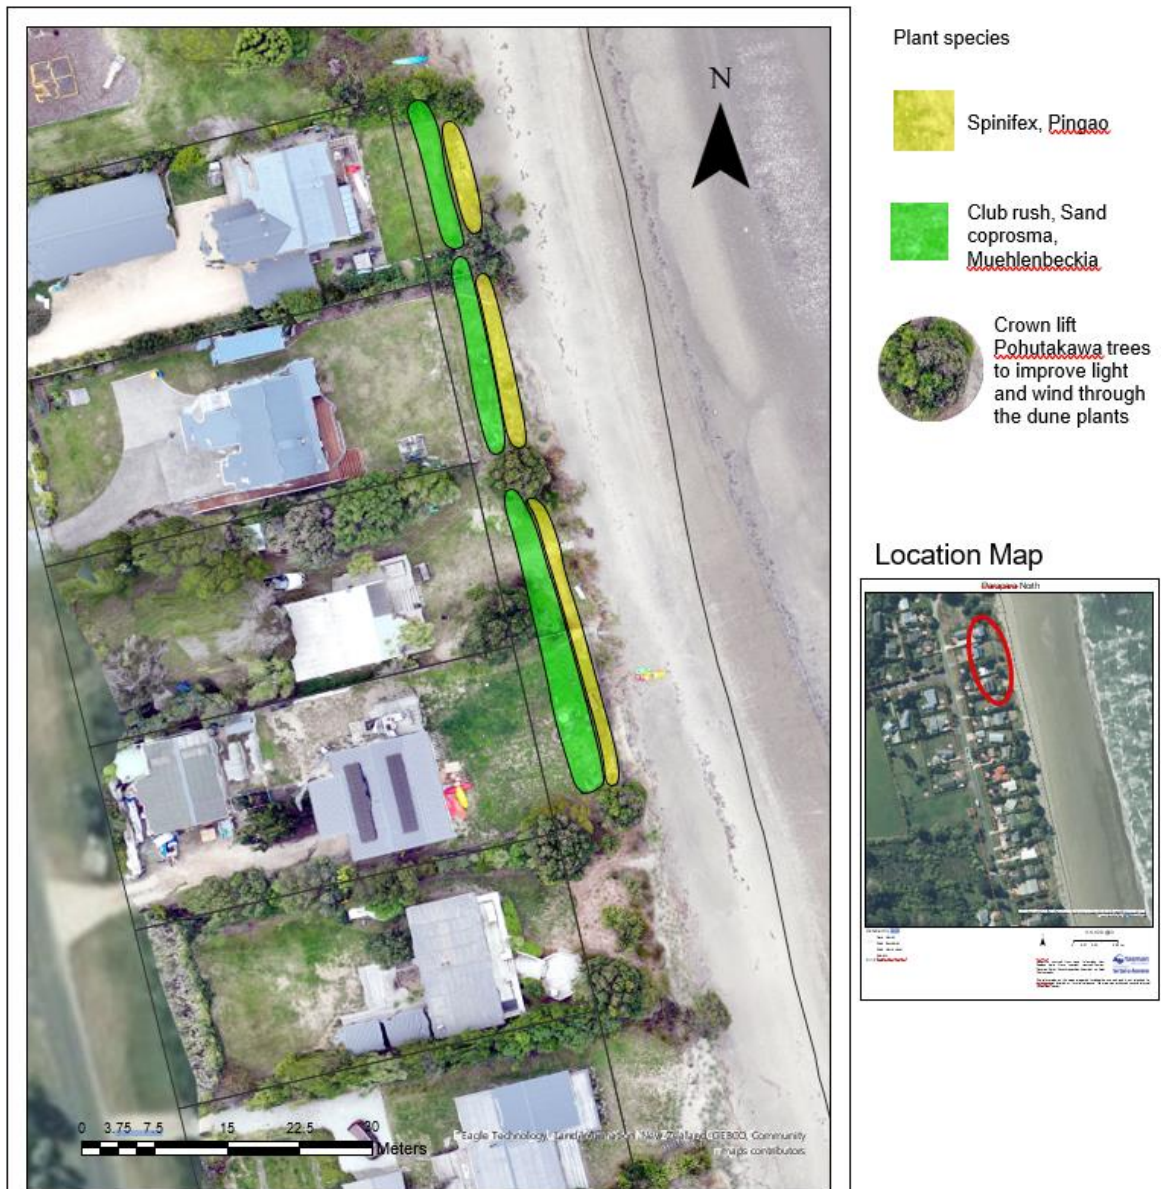 N
Plant species
Spinifex, Pingao
Club rush, Sand
coprosma,
Muehlenbeckia
Crown lift
Pohutakawa trees
to improve light
and wind through
the dune plants
Location Map
North
tasman
0 3.75 7.5 15 22.5 30
Meters
Eagle Technology, Land Information New Zealand, GEBCO, Community
maps contributors